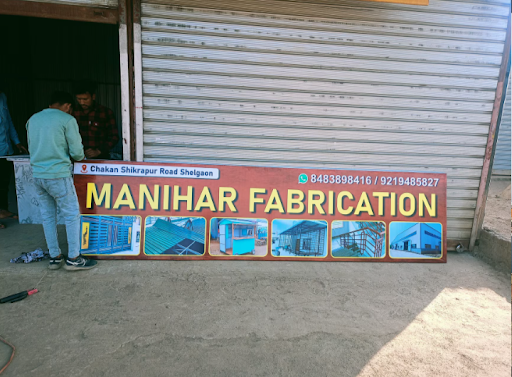 Chakan Shikrapur Road Shelgaon
8483898416 / 9219485827
MANIHAR FABRICATION